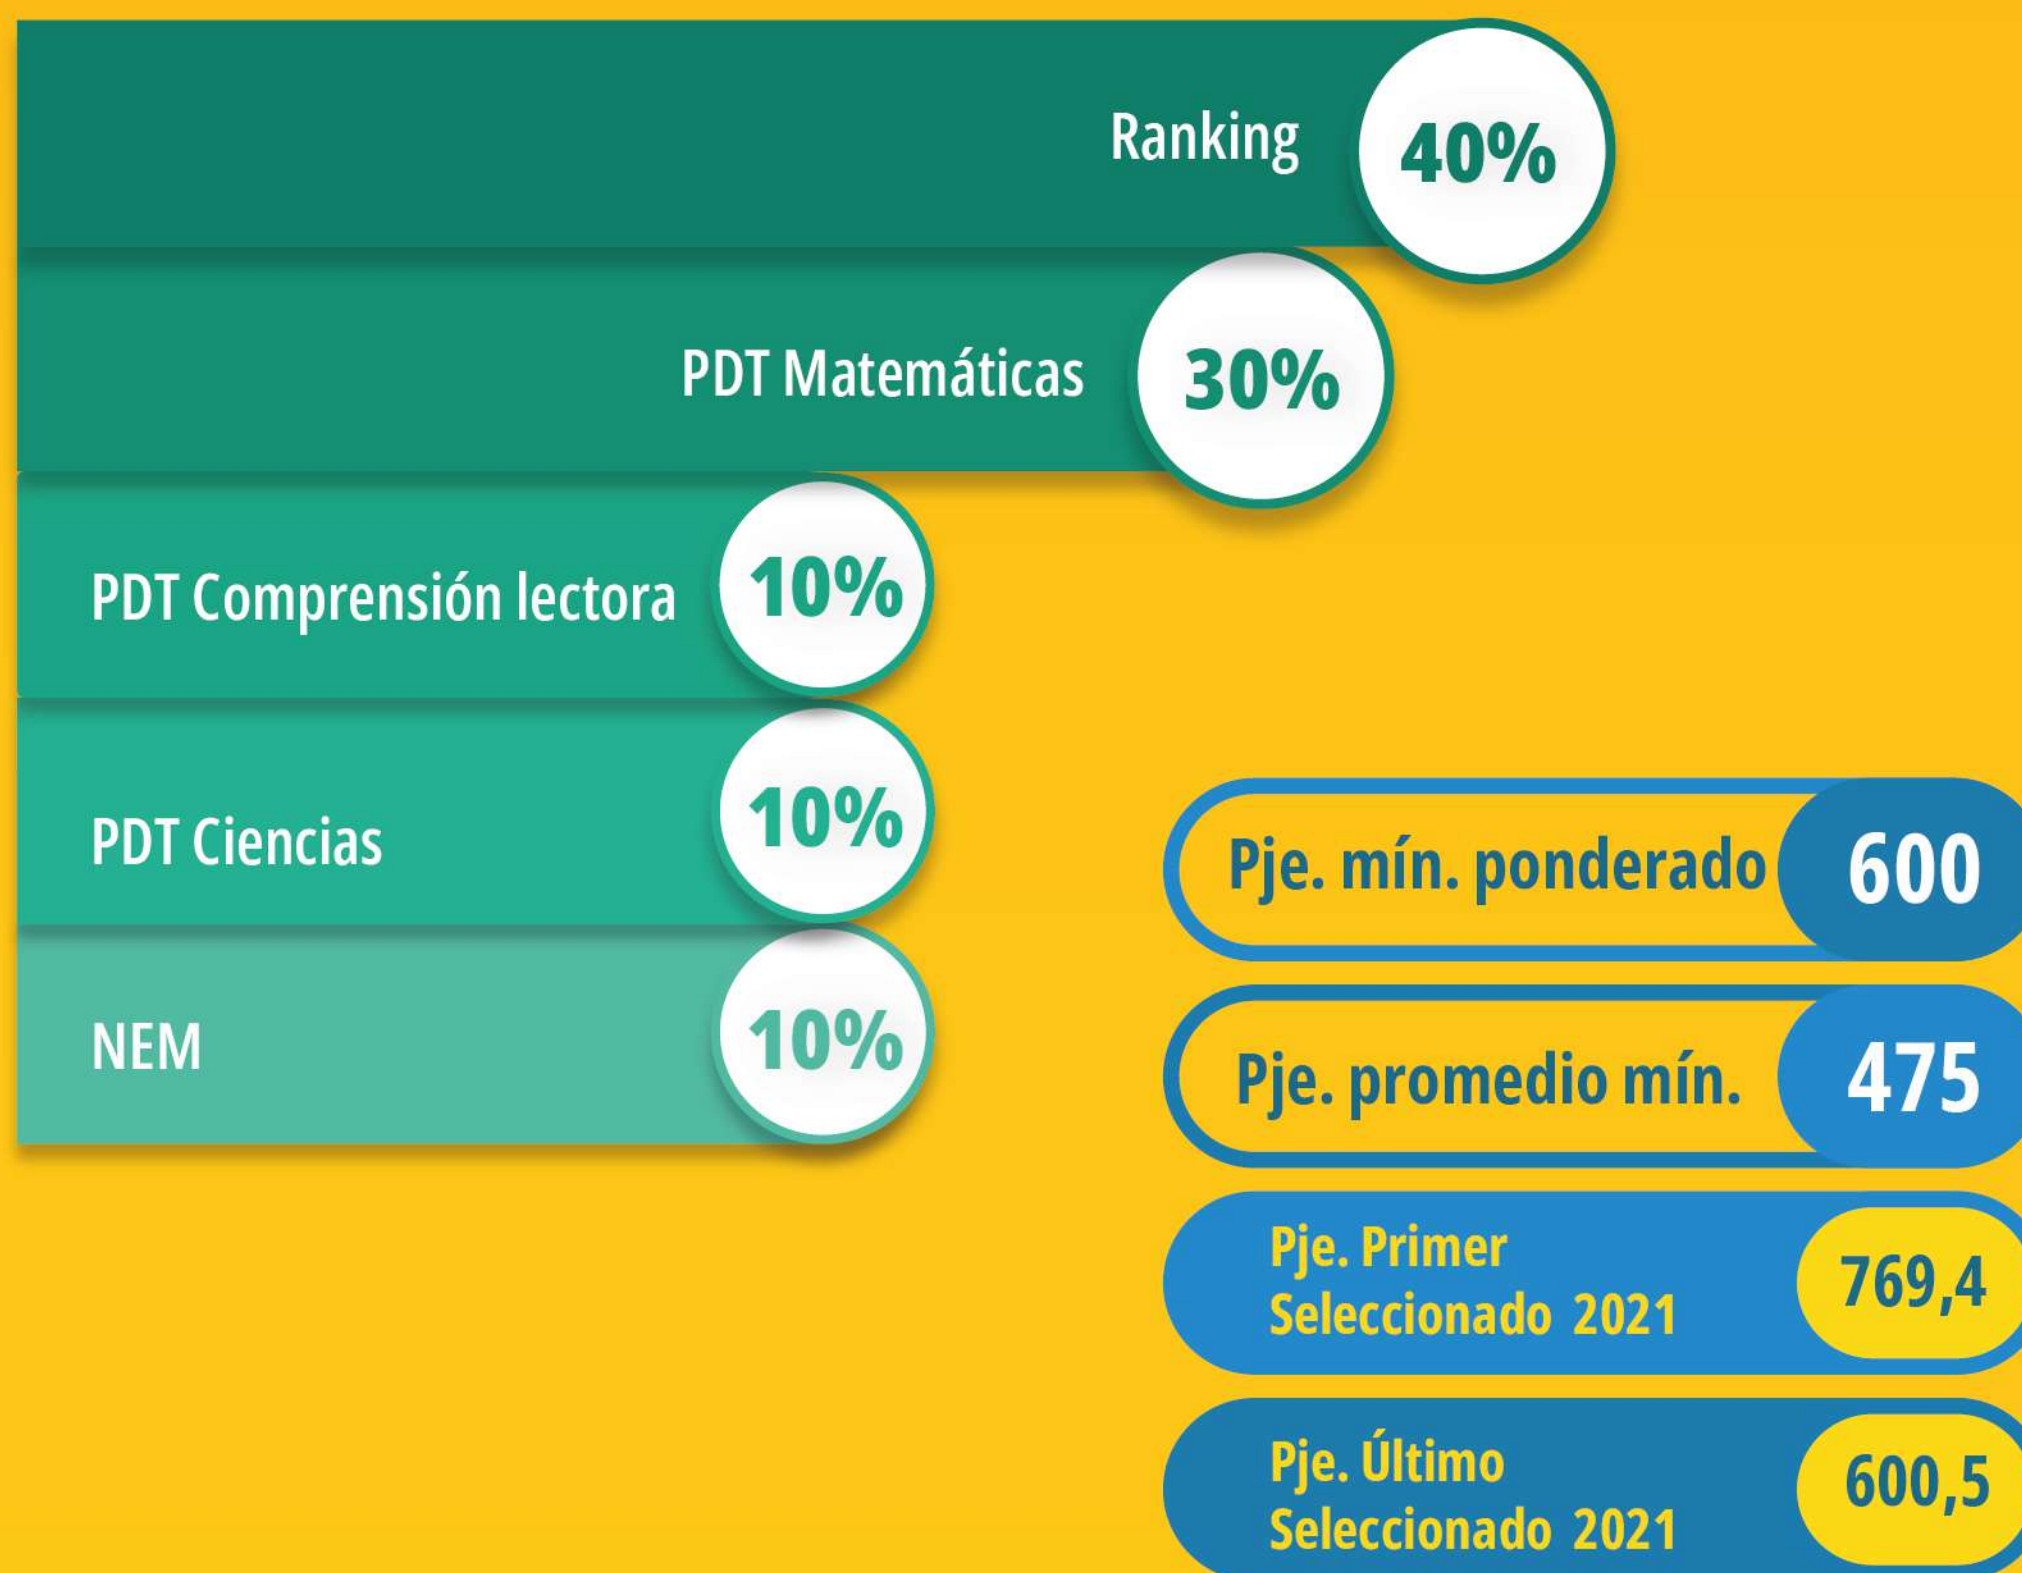 Ranking 40%
PDT Matemáticas 30%
PDT Comprensión lectora 10%
PDT Ciencias 10%
NEM 10%
Pje. mín. ponderado 600
Pje. promedio mín. 475
Pje. Primer
Seleccionado 2021 769,4
Pje. Último
Seleccionado 2021 600,5